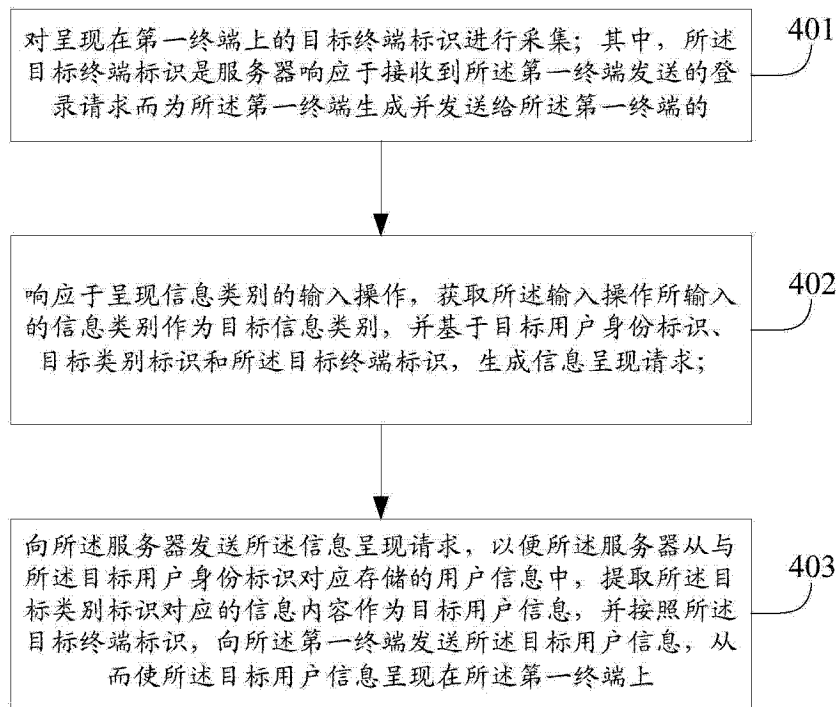 对呈现在第一终端上的目标终端标识进行采集；其中，所述
目标终端标识是服务器响应于接收到所述第一终端发送的登
录请求而为所述第一终端生成并发送给所述第一终端的
401
响应于呈现信息类别的输入操作，获取所述输入操作所输入
的信息类别作为目标信息类别，并基于目标用户身份标识、
目标类别标识和所述目标终端标识，生成信息呈现请求；
402
向所述服务器发送所述信息呈现请求，以便所述服务器从与
所述目标用户身份标识对应存储的用户信息中，提取所述目
标类别标识对应的信息内容作为目标用户信息，并按照所述
目标终端标识，向所述第一终端发送所述目标用户信息，从
而使所述目标用户信息呈现在所述第一终端上
403